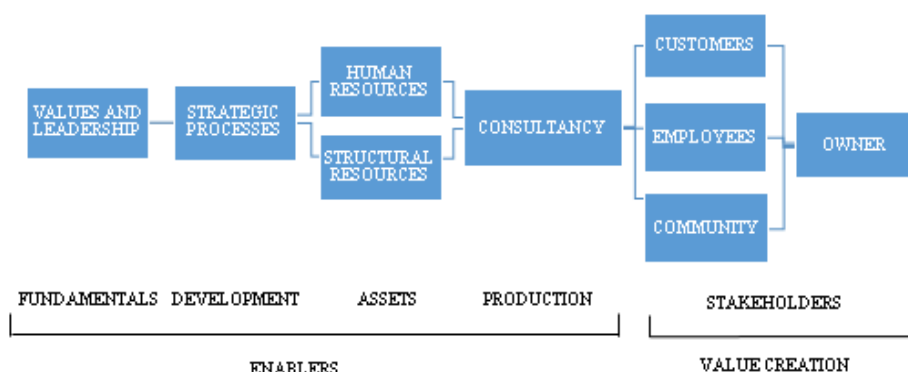 VALUES AND
LEADERSHIP
STRATEGIC
PROCESSES
HUMAN
RESOURCES
STRUCTURAL
RESOURCES
CONSULTANCY
CUSTOMERS
EMPLOYEES
COMMUNITY
OWNER
FUNDAMENTALS
DEVELOPMENT
ASSETS
PRODUCTION
STAKEHOLDERS
ENABLERS
VALUE CREATION